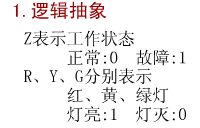 1.逻辑抽象
Z表示工作状态
正常:0 故障:1
R、Y、G分别表示
红、黄、绿灯
灯亮:1 灯灭:0